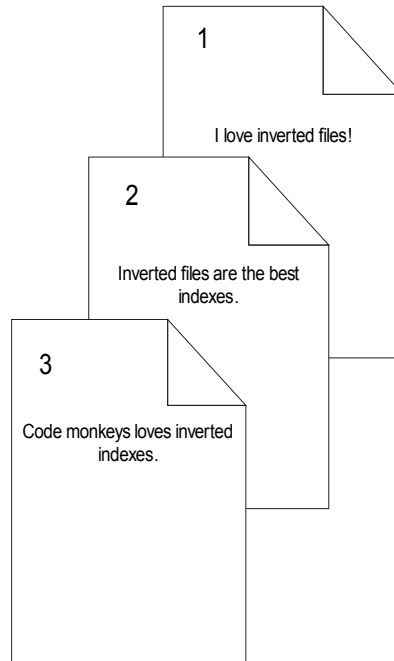 1
I love inverted files!
2
Inverted files are the best
indexes.
3
Code monkeys loves inverted
indexes.